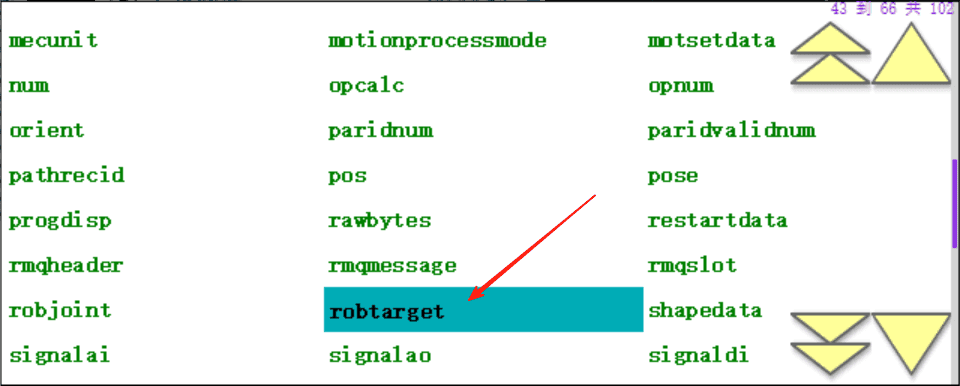 43 到 66 共 102
mecunit motionprocessmode motsetdata
num opcalc opnum
orient paridnum paridvalidnum
pathrecid pos pose
progdisp rawbytes restartdata
rmqheader rmqmessage rmqslot
robjoint robtarget shapedata
signalai signalao signaldi